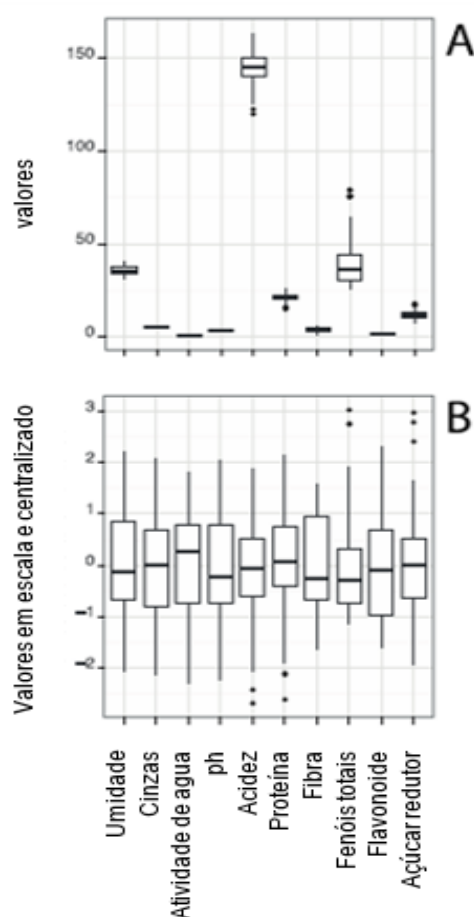 A
valores
150
100
50
0
B
Valores em escala e centralizado
3
2
1
0
−1
−2
Umidade
Cinzas
Atividade de agua
ph
Acidez
Proteína
Fibra
Fenóis totais
Flavonoide
Açúcar redutor